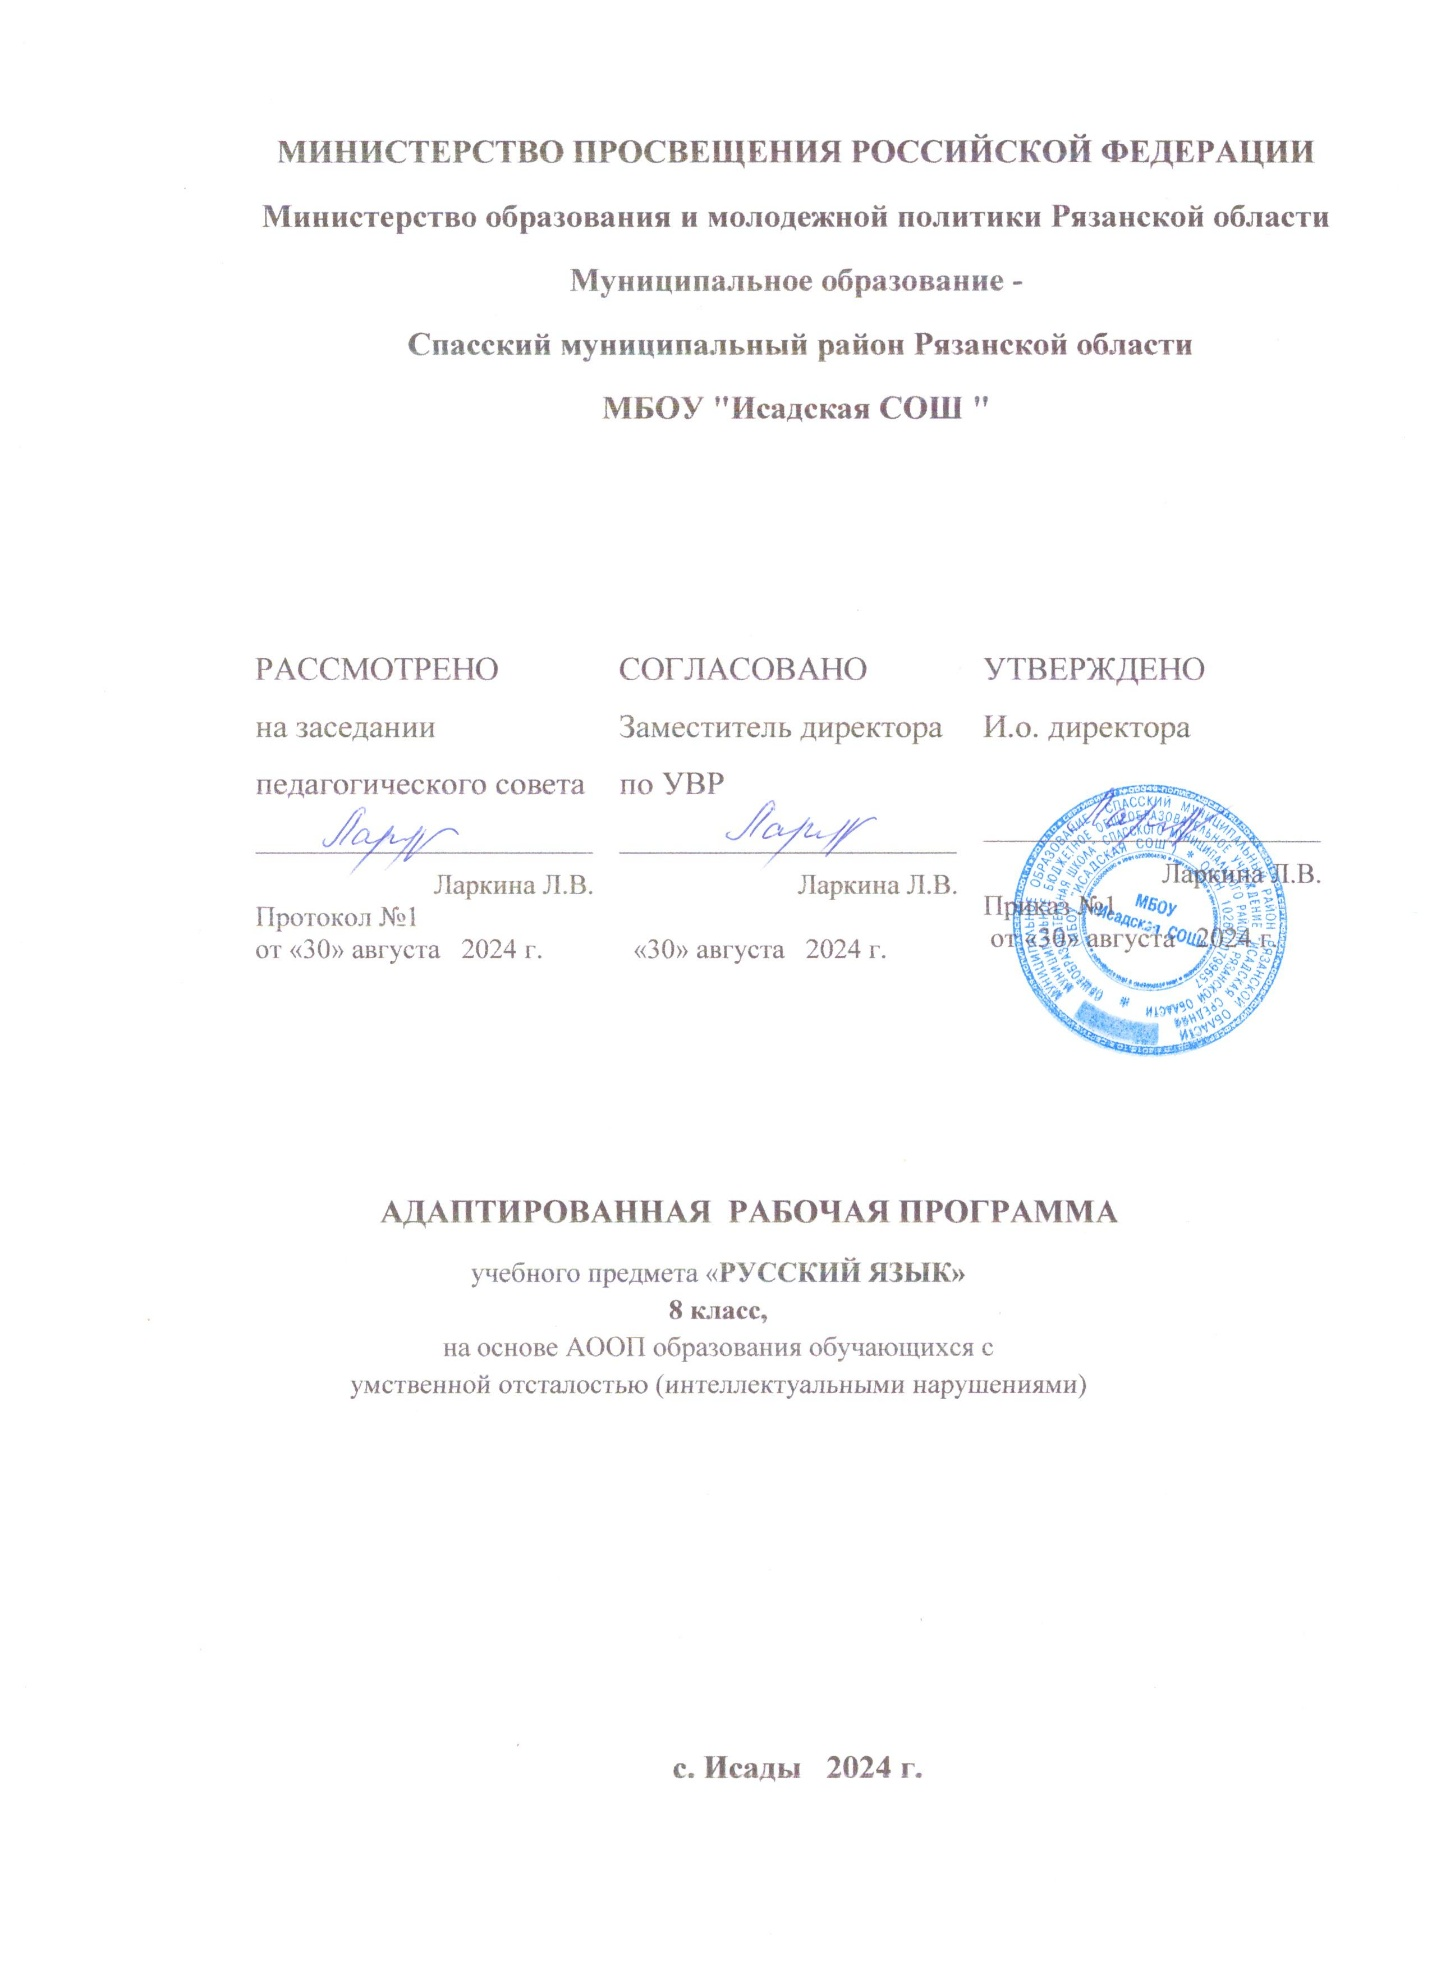 МИНИСТЕРСТВО ПРОСВЕЩЕНИЯ РОССИЙСКОЙ ФЕДЕРАЦИИ
Министерство образования и молодежной политики Рязанской области
Муниципальное образование -
Спасский муниципальный район Рязанской области
МБОУ "Исадская СОШ "
РАССМОТРЕНО
на заседании
педагогического совета
Ларкина Л.В.
Протокол №1
от «30» августа 2024 г.
СОГЛАСОВАНО
Заместитель директора
по УВР
Ларкина Л.В.
«30» августа 2024 г.
УТВЕРЖДЕНО
И.о. директора
Ларкина Л.В.
Приказ №1
от «30» августа 2024 г.
МБОУ
«Исадская СОШ»
АДАПТИРОВАННАЯ РАБОЧАЯ ПРОГРАММА
учебного предмета «РУССКИЙ ЯЗЫК»
8 класс,
на основе АООП образования обучающихся с
умственной отсталостью (интеллектуальными нарушениями)
с. Исады 2024 г.